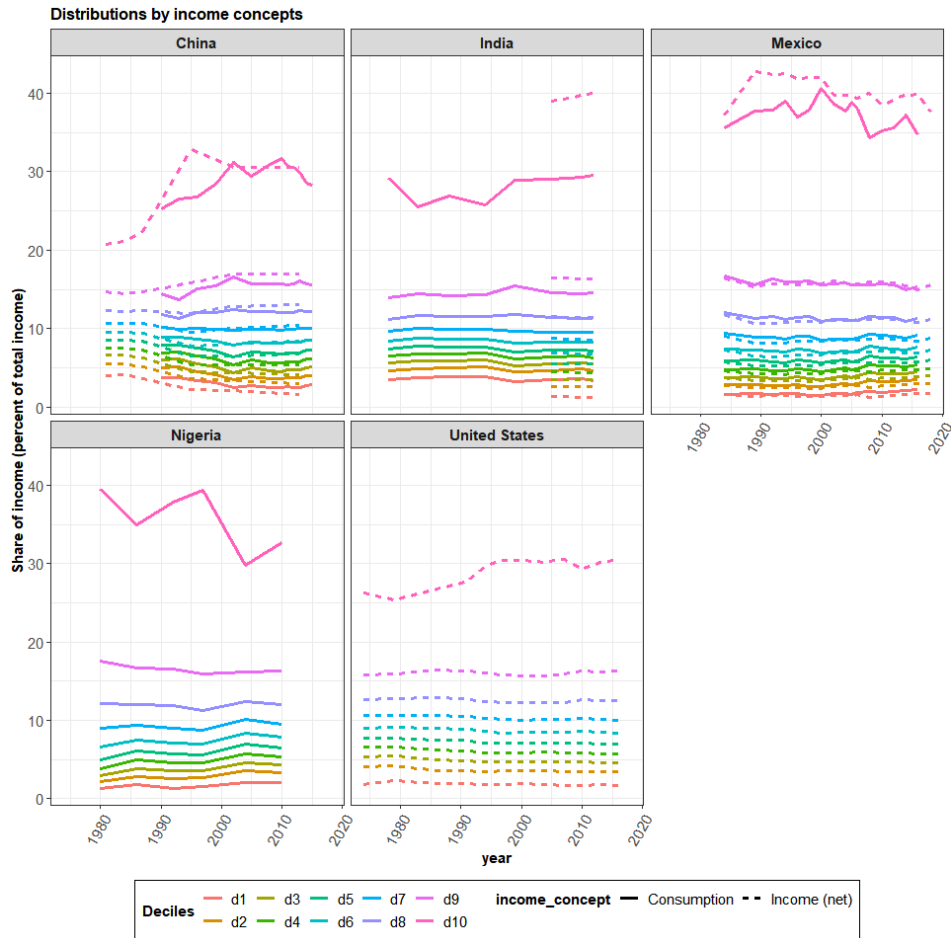 Distributions by income concepts
China India Mexico
40
30
20
10
0
1980 1990 2000 2010 2020
Nigeria United States
40
30
20
10
0
1980 1990 2000 2010 2020 1980 1990 2000 2010 2020
Share of income (percent of total income)
year
Deciles d1 d3 d5 d7 d9 income_concept Consumption Income (net)
d2 d4 d6 d8 d10